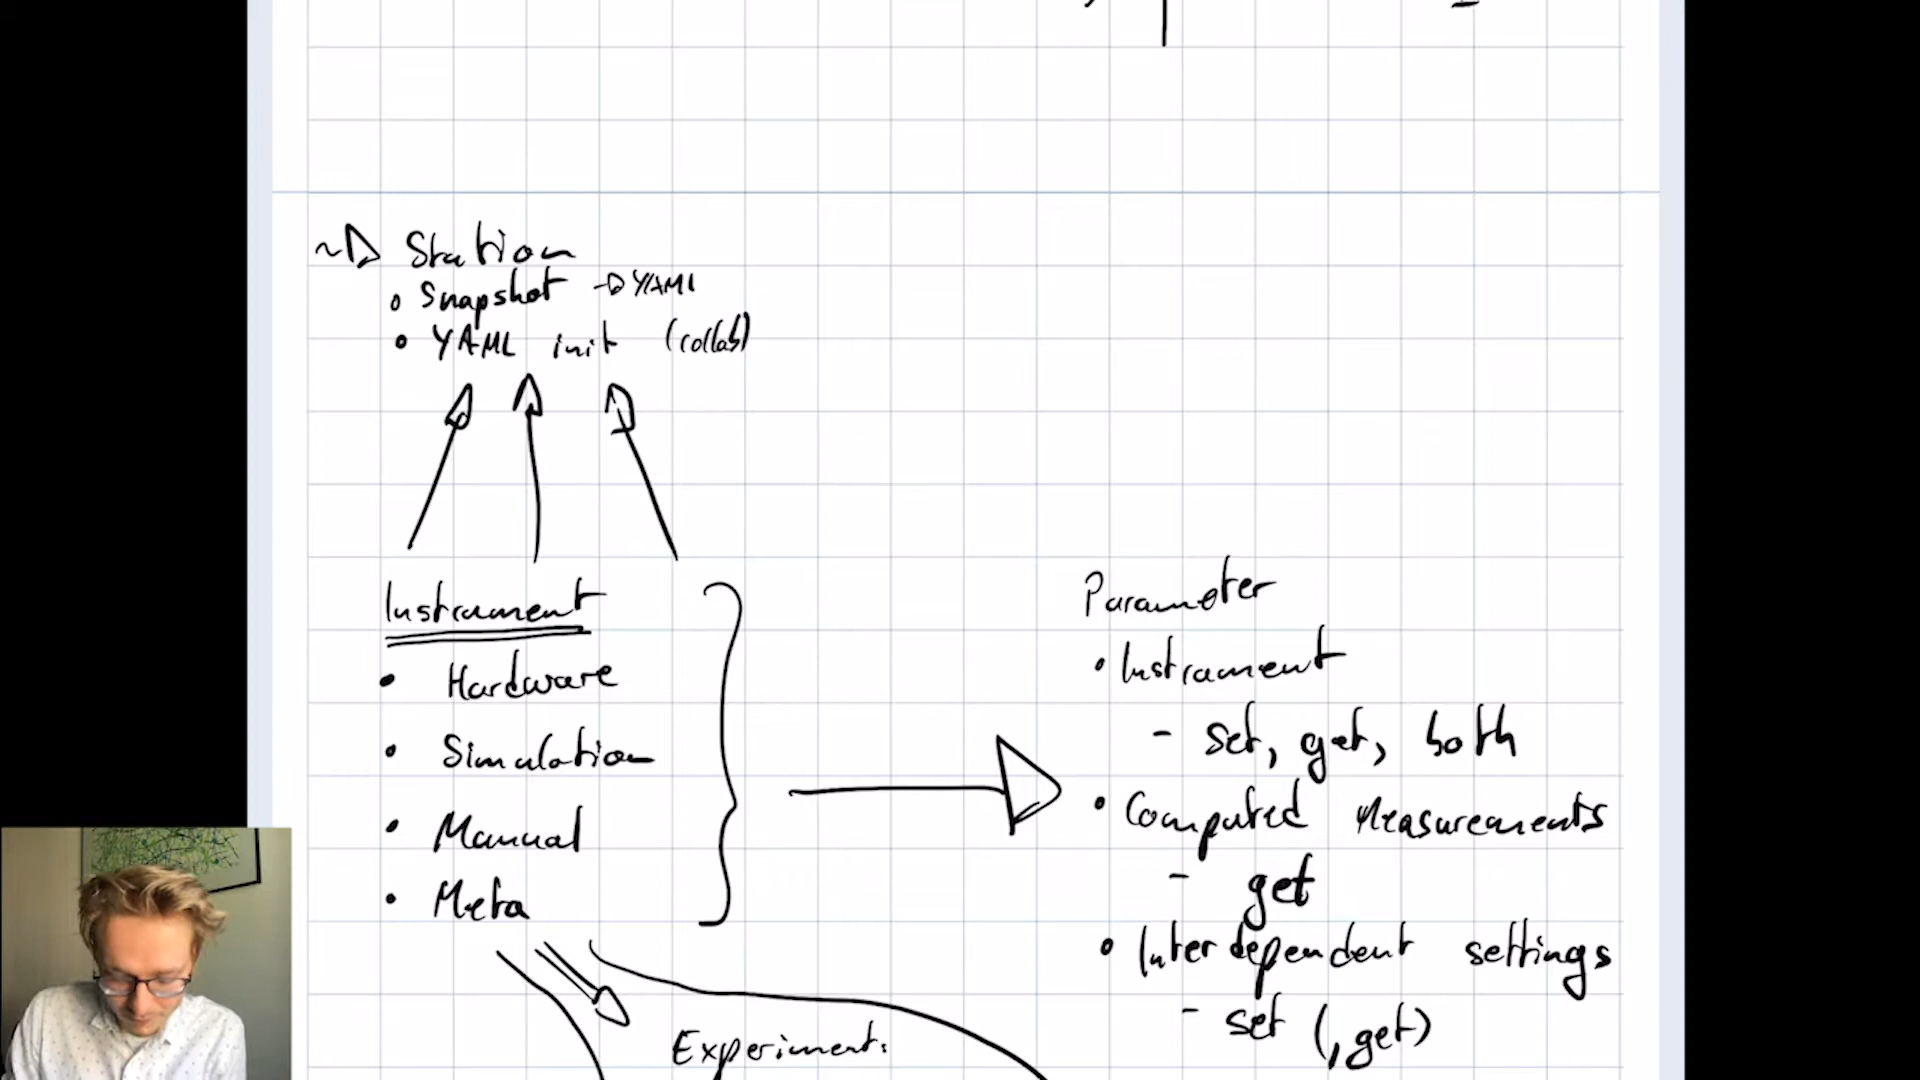 ~▷ Station
• Snapshot → YAML
• YAML init (collab)
Instrument
• Hardware
• Simulation
• Manual
• Meta
Parameter
• Instrument
- set, get, both
• Computed Measurements
- get
• Interdependent settings
- set (, get)
Experiment: